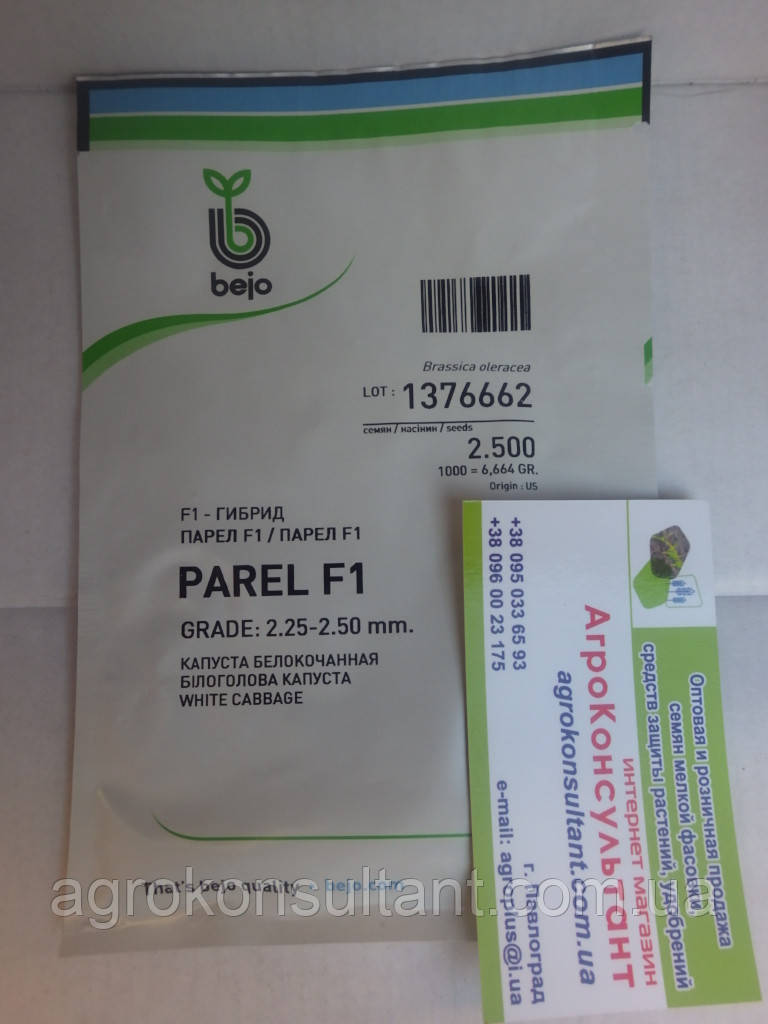 bejo
Brassica oleracea
LOT : 1376662
семян / насінин / seeds
2.500
1000 = 6,664 GR.
Origin : US
F1 - ГИБРИД
ПАРЕЛ F1 / ПАРЕЛ F1
PAREL F1
GRADE: 2.25-2.50 mm.
КАПУСТА БЕЛОКОЧАННАЯ
БІЛОГОЛОВА КАПУСТА
WHITE CABBAGE
That's bejo quality - bejo.com
Оптовая и розничная продажа
семян мелкой фасовки,
средств защиты растений, удобрений
интернет магазин
АгроКонсультант
agrokonsultant.com.ua
+38 095 033 65 93
+38 096 00 23 175
г. Павлоград
e-mail: agroplus@i.ua
agrokonsultant.com.ua